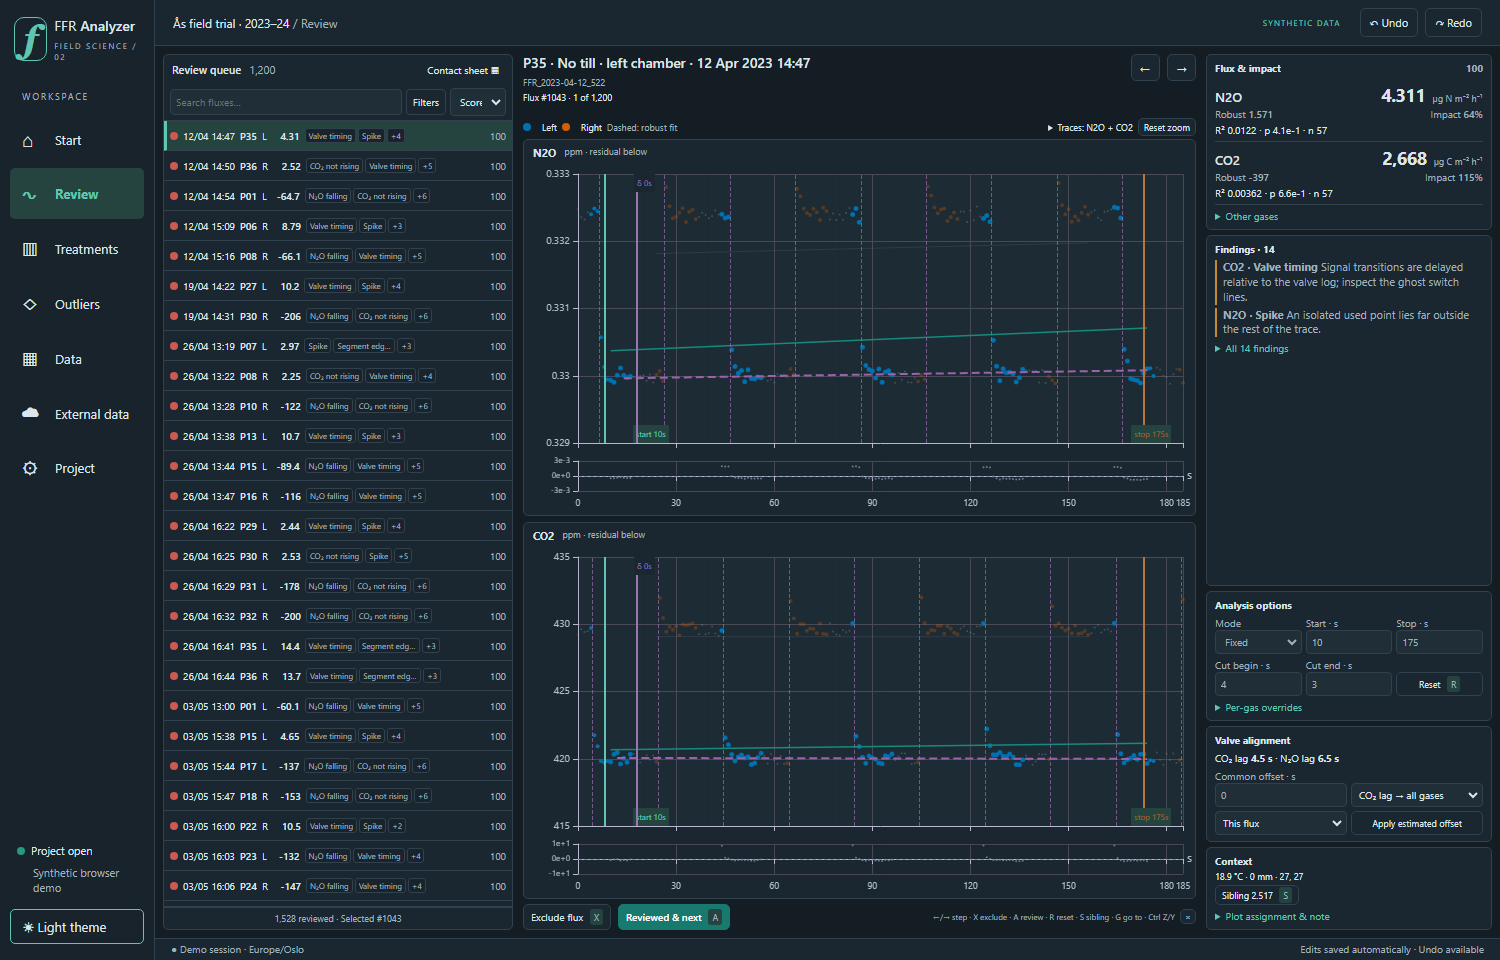 f FFR Analyzer
FIELD SCIENCE /
02
WORKSPACE
Start
Review
Treatments
Outliers
Data
External data
Project
Project open
Synthetic browser
demo
☀ Light theme
Ås field trial · 2023–24 / Review
SYNTHETIC DATA
↶ Undo
↷ Redo
Review queue 1,200
Contact sheet ▦
Search fluxes...
Filters
Score
12/04 14:47 P35 L 4.31 Valve timing Spike +4 100
12/04 14:50 P36 R 2.52 CO₂ not rising Valve timing +5 100
12/04 14:54 P01 L -64.7 N₂O falling CO₂ not rising +6 100
12/04 15:09 P06 R 8.79 Valve timing Spike +3 100
12/04 15:16 P08 R -66.1 N₂O falling Valve timing +5 100
19/04 14:22 P27 L 10.2 Valve timing Spike +4 100
19/04 14:31 P30 R -206 N₂O falling CO₂ not rising +6 100
26/04 13:19 P07 L 2.97 Spike Segment edg... +3 100
26/04 13:22 P08 R 2.25 CO₂ not rising Valve timing +4 100
26/04 13:28 P10 R -122 N₂O falling CO₂ not rising +6 100
26/04 13:38 P13 L 10.7 Valve timing Spike +3 100
26/04 13:44 P15 L -89.4 N₂O falling Valve timing +5 100
26/04 13:47 P16 R -116 N₂O falling Valve timing +5 100
26/04 16:22 P29 L 2.44 Valve timing Spike +4 100
26/04 16:25 P30 R 2.53 CO₂ not rising Spike +5 100
26/04 16:29 P31 L -178 N₂O falling CO₂ not rising +6 100
26/04 16:32 P32 R -200 N₂O falling CO₂ not rising +6 100
26/04 16:41 P35 L 14.4 Valve timing Segment edg... +3 100
26/04 16:44 P36 R 13.7 Valve timing Segment edg... +3 100
03/05 13:00 P01 L -60.1 N₂O falling Valve timing +5 100
03/05 15:38 P15 L 4.65 Valve timing Spike +4 100
03/05 15:44 P17 L -137 N₂O falling CO₂ not rising +6 100
03/05 15:47 P18 R -153 N₂O falling CO₂ not rising +6 100
03/05 16:00 P22 R 10.5 Valve timing Spike +2 100
03/05 16:03 P23 L -132 N₂O falling Valve timing +4 100
03/05 16:06 P24 R -147 N₂O falling Valve timing +4 100
1,528 reviewed · Selected #1043
P35 · No till · left chamber · 12 Apr 2023 14:47
FFR_2023-04-12_522
Flux #1043 · 1 of 1,200
← →
Left Right Dashed: robust fit
▶ Traces: N2O + CO2 Reset zoom
N2O ppm · residual below
0.333
0.332
0.331
0.33
0.329
δ 0s
start 10s
stop 175s
3e-3
0e+0
-3e-3
s
0 30 60 90 120 150 180 185
CO2 ppm · residual below
435
430
425
420
415
δ 0s
start 10s
stop 175s
1e+1
0e+0
-1e+1
s
0 30 60 90 120 150 180 185
Exclude flux X
Reviewed & next A
←/→ step · X exclude · A review · R reset · S sibling · G go to · Ctrl Z/Y ×
Flux & impact 100
N2O 4.311 µg N m⁻² h⁻¹
Robust 1.571 Impact 64%
R² 0.0122 · p 4.1e-1 · n 57
CO2 2,668 µg C m⁻² h⁻¹
Robust -397 Impact 115%
R² 0.00362 · p 6.6e-1 · n 57
▶ Other gases
Findings · 14
CO2 · Valve timing Signal transitions are delayed
relative to the valve log; inspect the ghost switch
lines.
N2O · Spike An isolated used point lies far outside
the rest of the trace.
▶ All 14 findings
Analysis options
Mode Start · s Stop · s
Fixed 10 175
Cut begin · s Cut end · s
4 3 Reset R
▶ Per-gas overrides
Valve alignment
CO₂ lag 4.5 s · N₂O lag 6.5 s
Common offset · s
0 CO₂ lag → all gases
This flux Apply estimated offset
Context
18.9 °C · 0 mm · 27, 27
Sibling 2.517 S
▶ Plot assignment & note
● Demo session · Europe/Oslo
Edits saved automatically · Undo available